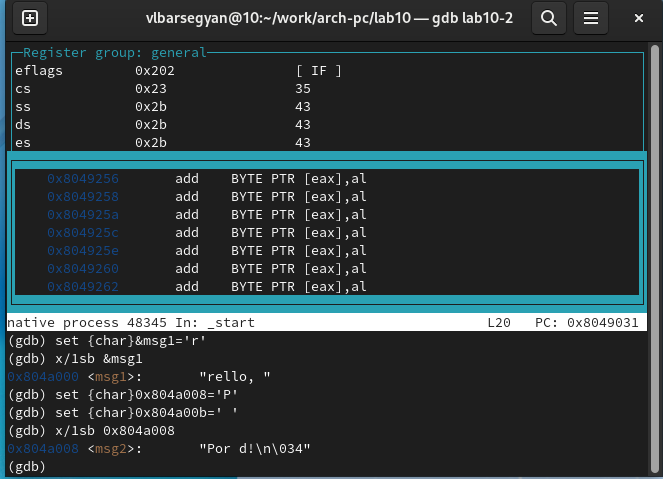 vlbarsegyan@10:~/work/arch-pc/lab10 — gdb lab10-2
Register group: general
eflags 0x202 [ IF ]
cs 0x23 35
ss 0x2b 43
ds 0x2b 43
es 0x2b 43
0x8049256 add BYTE PTR [eax],al
0x8049258 add BYTE PTR [eax],al
0x804925a add BYTE PTR [eax],al
0x804925c add BYTE PTR [eax],al
0x804925e add BYTE PTR [eax],al
0x8049260 add BYTE PTR [eax],al
0x8049262 add BYTE PTR [eax],al
native process 48345 In: _start L20 PC: 0x8049031
(gdb) set {char}&msg1='r'
(gdb) x/1sb &msg1
0x804a000 <msg1>: "rello, "
(gdb) set {char}0x804a008='P'
(gdb) set {char}0x804a00b=' '
(gdb) x/1sb 0x804a008
0x804a008 <msg2>: "Por d!\n\034"
(gdb)